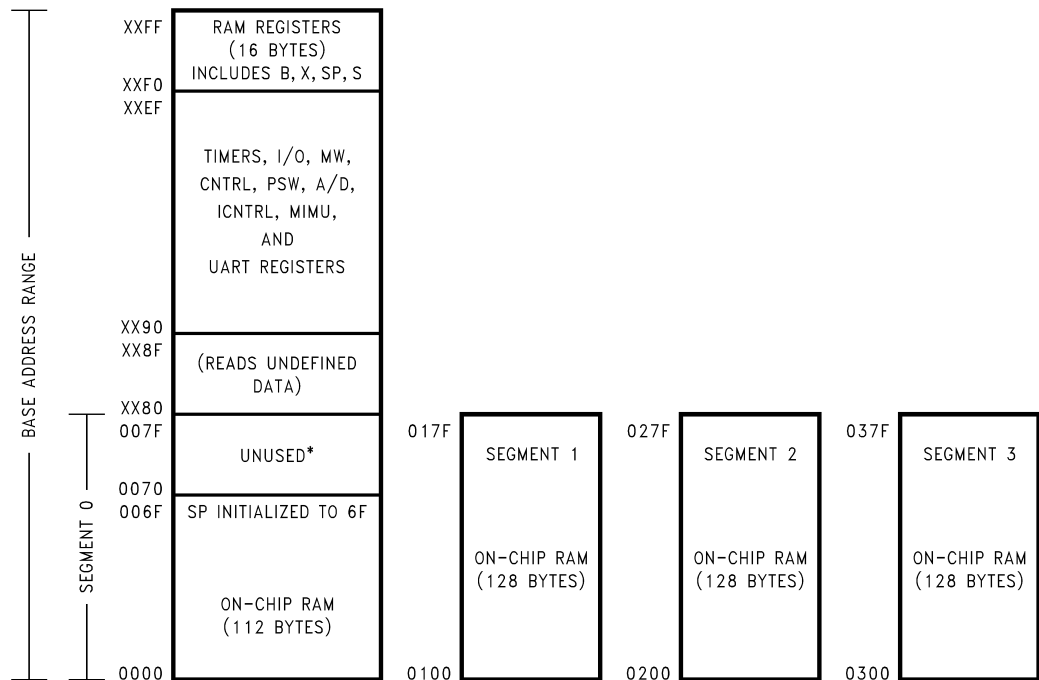 XXFF
RAM REGISTERS
(16 BYTES)
INCLUDES B, X, SP, S
XXF0
XXEF
TIMERS, I/O, MW,
CNTRL, PSW, A/D,
ICNTRL, MIMU,
AND
UART REGISTERS
XX90
XX8F
(READS UNDEFINED
DATA)
XX80
007F
UNUSED*
0070
006F
SP INITIALIZED TO 6F
ON-CHIP RAM
(112 BYTES)
0000
BASE ADDRESS RANGE
SEGMENT 0
017F
SEGMENT 1
ON-CHIP RAM
(128 BYTES)
0100
027F
SEGMENT 2
ON-CHIP RAM
(128 BYTES)
0200
037F
SEGMENT 3
ON-CHIP RAM
(128 BYTES)
0300